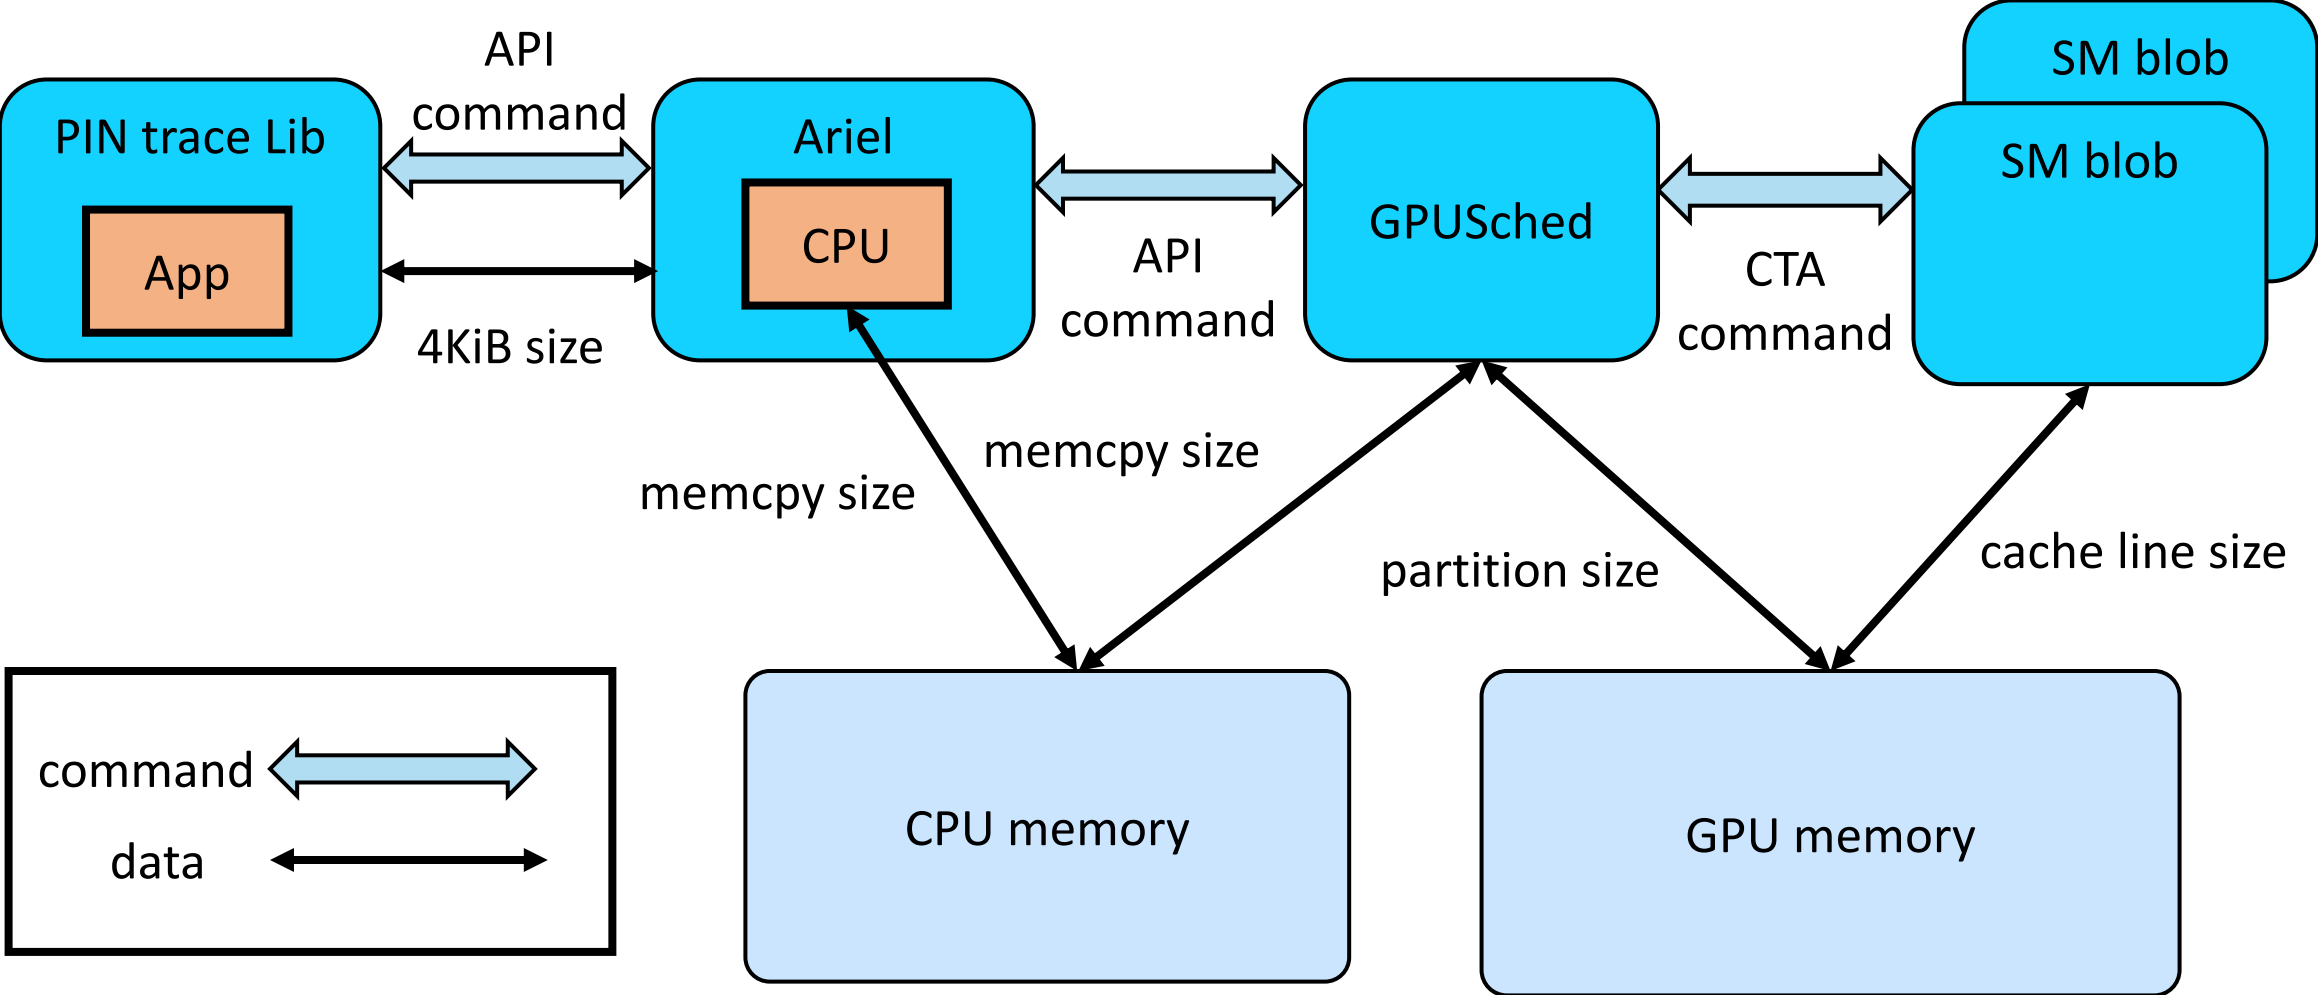 API
command
PIN trace Lib
App
4KiB size
Ariel
CPU
API
command
GPUSched
CTA
command
SM blob
SM blob
memcpy size
memcpy size
partition size
cache line size
command
data
CPU memory
GPU memory